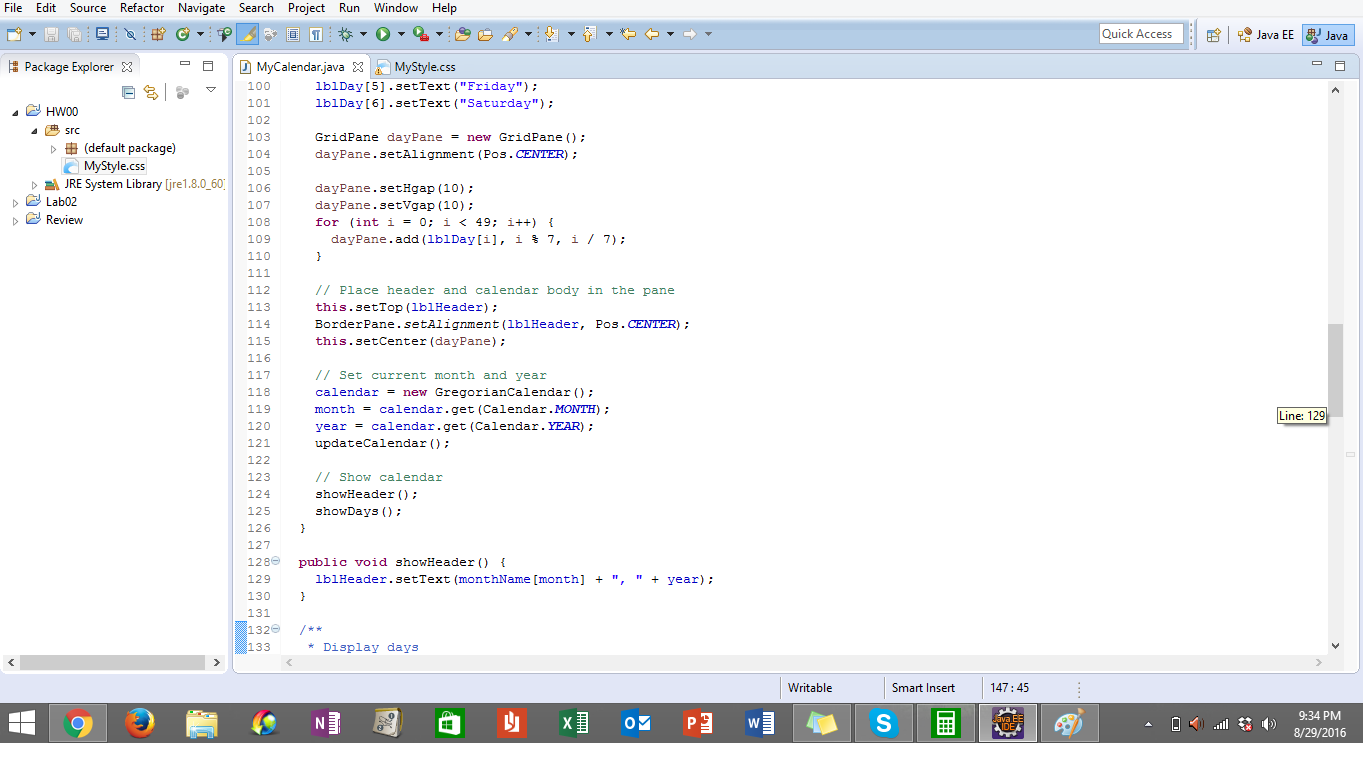 File Edit Source Refactor Navigate Search Project Run Window Help
Quick Access
Java EE
Java
Package Explorer
MyCalendar.java
MyStyle.css
HW00
src
(default package)
MyStyle.css
JRE System Library [jre1.8.0_60]
Lab02
Review
100 lblDay[5].setText("Friday");
101 lblDay[6].setText("Saturday");
102
103 GridPane dayPane = new GridPane();
104 dayPane.setAlignment(Pos.CENTER);
105
106 dayPane.setHgap(10);
107 dayPane.setVgap(10);
108 for (int i = 0; i < 49; i++) {
109 dayPane.add(lblDay[i], i % 7, i / 7);
110 }
111
112 // Place header and calendar body in the pane
113 this.setTop(lblHeader);
114 BorderPane.setAlignment(lblHeader, Pos.CENTER);
115 this.setCenter(dayPane);
116
117 // Set current month and year
118 calendar = new GregorianCalendar();
119 month = calendar.get(Calendar.MONTH);
120 year = calendar.get(Calendar.YEAR);
121 updateCalendar();
122
123 // Show calendar
124 showHeader();
125 showDays();
126 }
127
128 public void showHeader() {
129 lblHeader.setText(monthName[month] + ", " + year);
130 }
131
132 /**
133 * Display days
Line: 129
Writable
Smart Insert
147 : 45
9:34 PM
8/29/2016